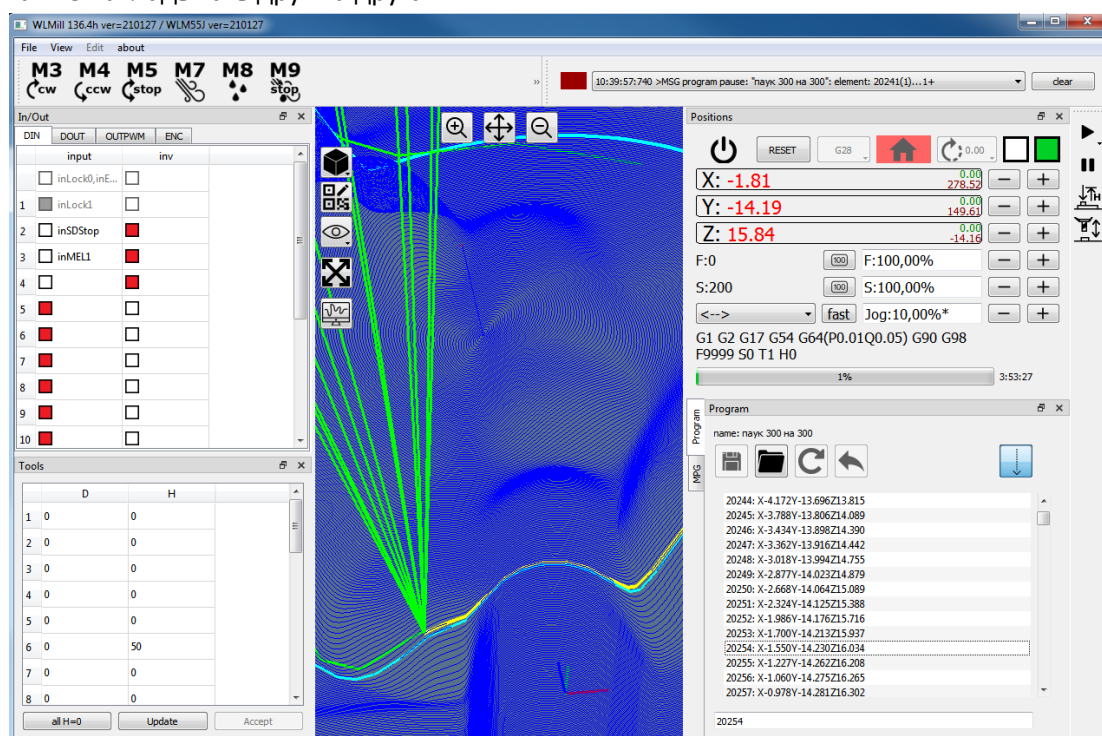 WLMill 136.4h ver=210127 / WLM55J ver=210127
File View Edit about
M3 M4 M5 M7 M8 M9
CW CCW stop stop
10:39:57:740 >MSG program pause: "паук 300 на 300": element: 20241(1)...1+
clear
In/Out
DIN DOUT OUTPWM ENC
input inv
inLock0,inE...
1 inLock1
2 inSDStop
3 inMEL1
4
5
6
7
8
9
10
Tools
D H
1 0 0
2 0 0
3 0 0
4 0 0
5 0 0
6 0 50
7 0 0
8 0 0
all H=0 Update Accept
Positions
RESET G28 0.00
X: -1.81 0.00 278.52 − +
Y: -14.19 0.00 149.61 − +
Z: 15.84 0.00 -14.16 − +
F:0 100 F:100,00% − +
S:200 100 S:100,00% − +
<--> fast Jog:10,00%* − +
G1 G2 G17 G54 G64(P0.01Q0.05) G90 G98
F9999 S0 T1 H0
1% 3:53:27
H
Program
MPG
Program
name: паук 300 на 300
20244: X-4.172Y-13.696Z13.815
20245: X-3.788Y-13.806Z14.089
20246: X-3.434Y-13.898Z14.390
20247: X-3.362Y-13.916Z14.442
20248: X-3.018Y-13.994Z14.755
20249: X-2.877Y-14.023Z14.879
20250: X-2.668Y-14.064Z15.089
20251: X-2.324Y-14.125Z15.388
20252: X-1.986Y-14.176Z15.716
20253: X-1.700Y-14.213Z15.937
20254: X-1.550Y-14.230Z16.034
20255: X-1.227Y-14.262Z16.208
20256: X-1.060Y-14.275Z16.265
20257: X-0.978Y-14.281Z16.302
20254